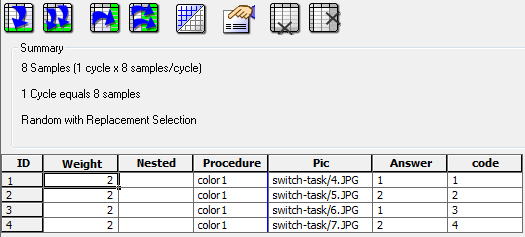 Summary
8 Samples (1 cycle x 8 samples/cycle)
1 Cycle equals 8 samples
Random with Replacement Selection
ID Weight Nested Procedure Pic Answer code
1 2 color1 switch-task/4.JPG 1 1
2 2 color1 switch-task/5.JPG 2 2
3 2 color1 switch-task/6.JPG 1 3
4 2 color1 switch-task/7.JPG 2 4